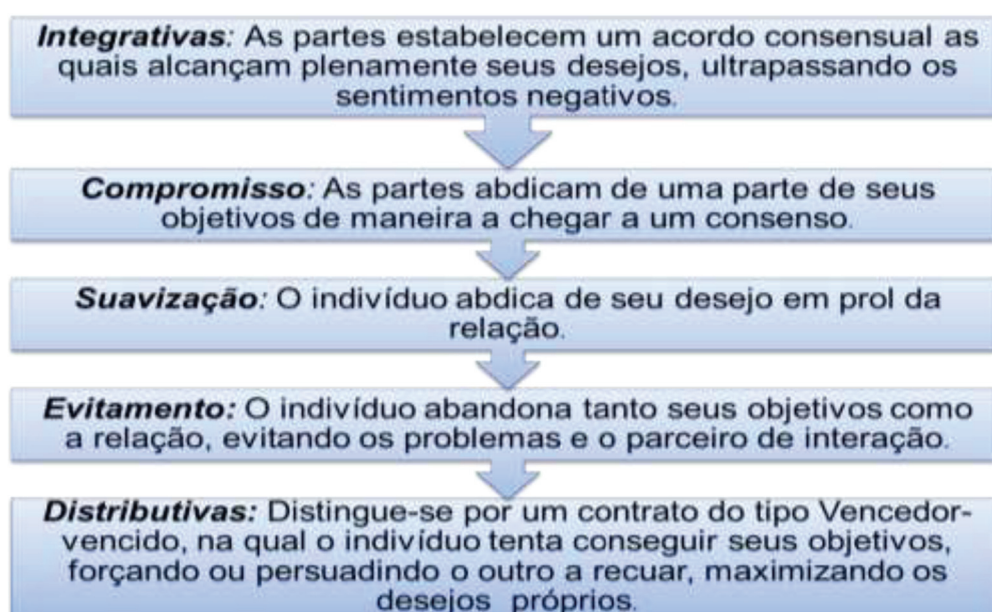 Integrativas: As partes estabelecem um acordo consensual as
quais alcançam plenamente seus desejos, ultrapassando os
sentimentos negativos.
Compromisso: As partes abdicam de uma parte de seus
objetivos de maneira a chegar a um consenso.
Suavização: O indivíduo abdica de seu desejo em prol da
relação.
Evitamento: O indivíduo abandona tanto seus objetivos como
a relação, evitando os problemas e o parceiro de interação.
Distributivas: Distingue-se por um contrato do tipo Vencedor-
vencido, na qual o indivíduo tenta conseguir seus objetivos,
forçando ou persuadindo o outro a recuar, maximizando os
desejos próprios.